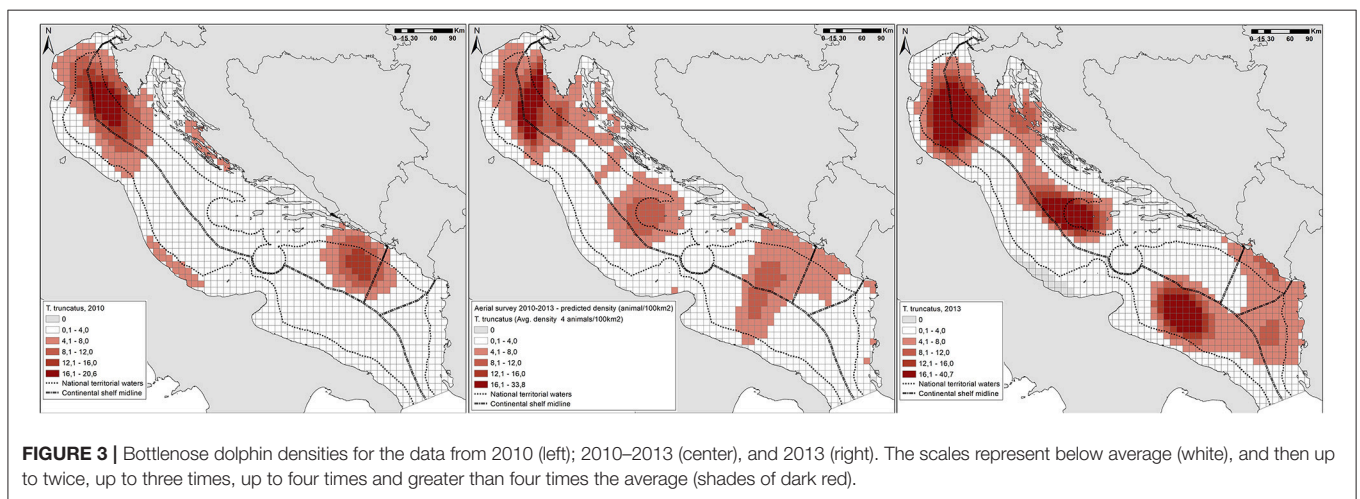 N
Km
0 15 30 60 90
T. truncatus, 2010
0
0,1 - 4,0
4,1 - 8,0
8,1 - 12,0
12,1 - 16,0
16,1 - 20,6
National territorial waters
Continental shelf midline
N
Km
0 15 30 60 90
Aerial survey 2010-2013 - predicted density (animal/100km2)
T. truncatus (Avg. density 4 animals/100km2)
0,1 - 4,0
4,1 - 8,0
8,1 - 12,0
12,1 - 16,0
16,1 - 33,8
National territorial waters
Continental shelf midline
N
Km
0 15 30 60 90
T. truncatus, 2013
0
0,1 - 4,0
4,1 - 8,0
8,1 - 12,0
12,1 - 16,0
16,1 - 40,7
National territorial waters
Continental shelf midline
FIGURE 3 | Bottlenose dolphin densities for the data from 2010 (left); 2010–2013 (center), and 2013 (right). The scales represent below average (white), and then up
to twice, up to three times, up to four times and greater than four times the average (shades of dark red).